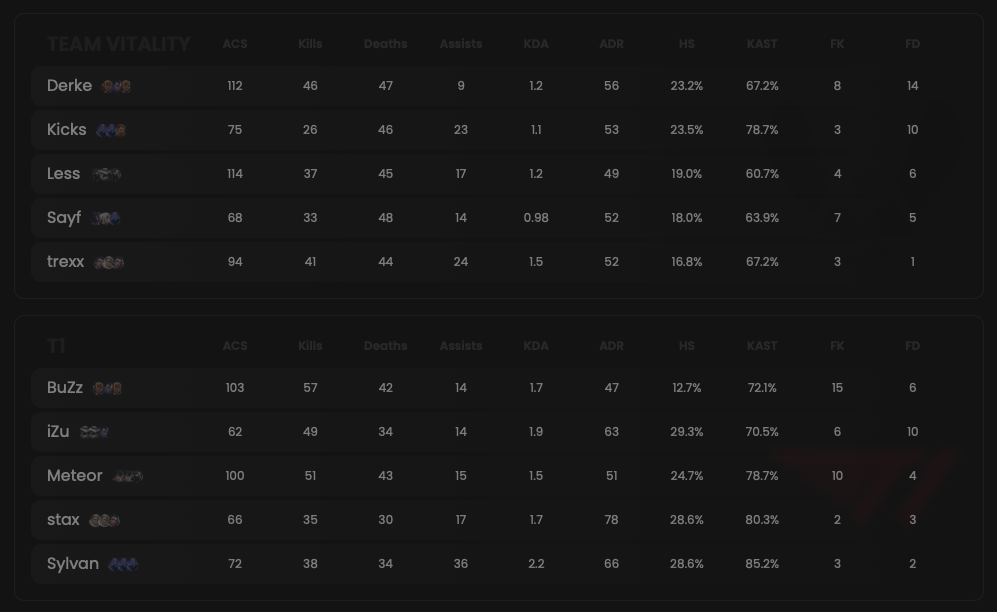 TEAM VITALITY ACS Kills Deaths Assists KDA ADR HS KAST FK FD
Derke 112 46 47 9 1.2 56 23.2% 67.2% 8 14
Kicks 75 26 46 23 1.1 53 23.5% 78.7% 3 10
Less 114 37 45 17 1.2 49 19.0% 60.7% 4 6
Sayf 68 33 48 14 0.98 52 18.0% 63.9% 7 5
trexx 94 41 44 24 1.5 52 16.8% 67.2% 3 1
T1 ACS Kills Deaths Assists KDA ADR HS KAST FK FD
BuZz 103 57 42 14 1.7 47 12.7% 72.1% 15 6
iZu 62 49 34 14 1.9 63 29.3% 70.5% 6 10
Meteor 100 51 43 15 1.5 51 24.7% 78.7% 10 4
stax 66 35 30 17 1.7 78 28.6% 80.3% 2 3
Sylvan 72 38 34 36 2.2 66 28.6% 85.2% 3 2